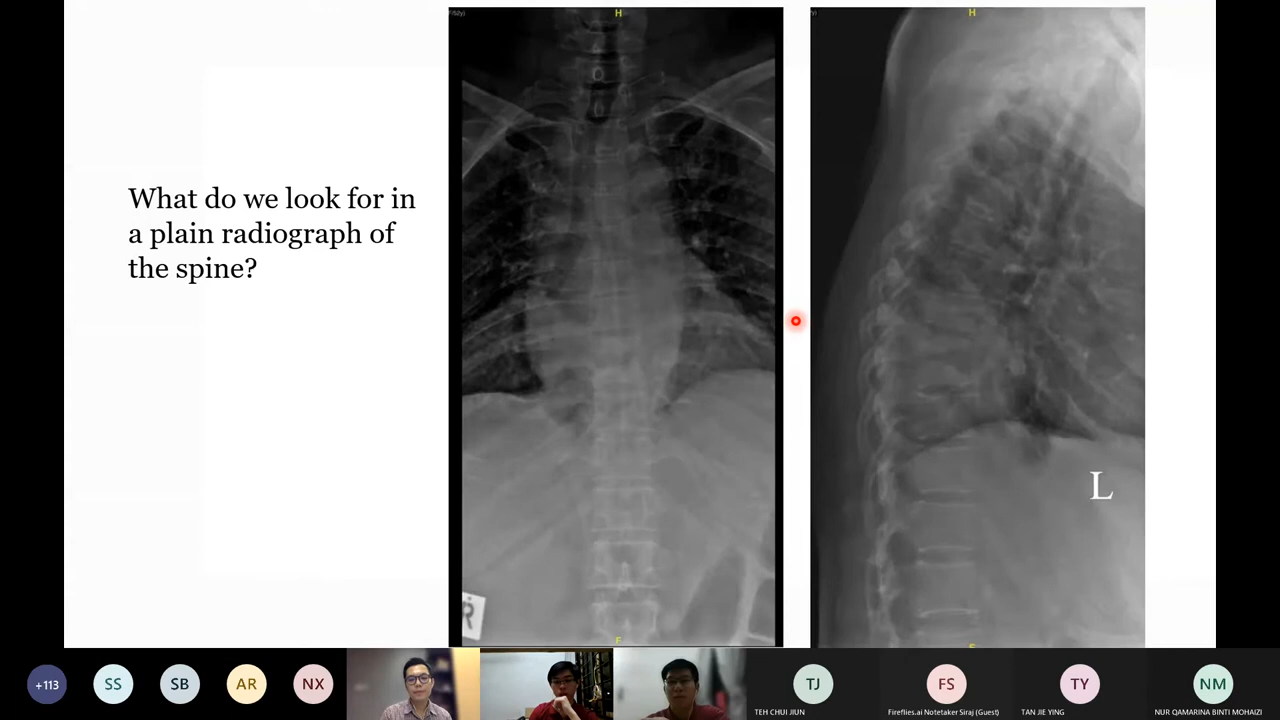 H
H
What do we look for in
a plain radiograph of
the spine?
L
R
F
+113
SS
SB
AR
NX
TJ
FS
TY
NM
TEH CHUI JIUN
Fireflies.ai Notetaker Siraj (Guest)
TAN JIE YING
NUR QAMARINA BINTI MOHAIZI